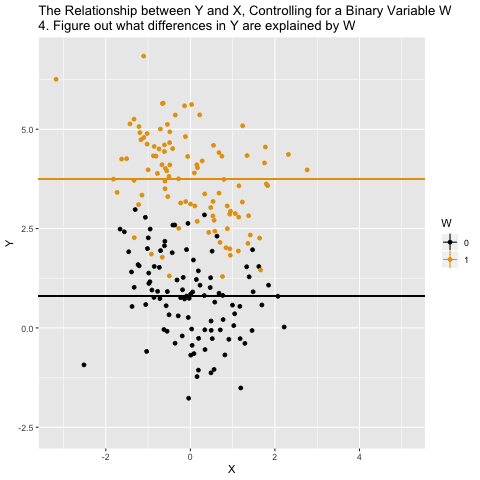 The Relationship between Y and X, Controlling for a Binary Variable W
4. Figure out what differences in Y are explained by W
5.0
2.5
0.0
-2.5
Y
-2
0
2
4
X
W
0
1